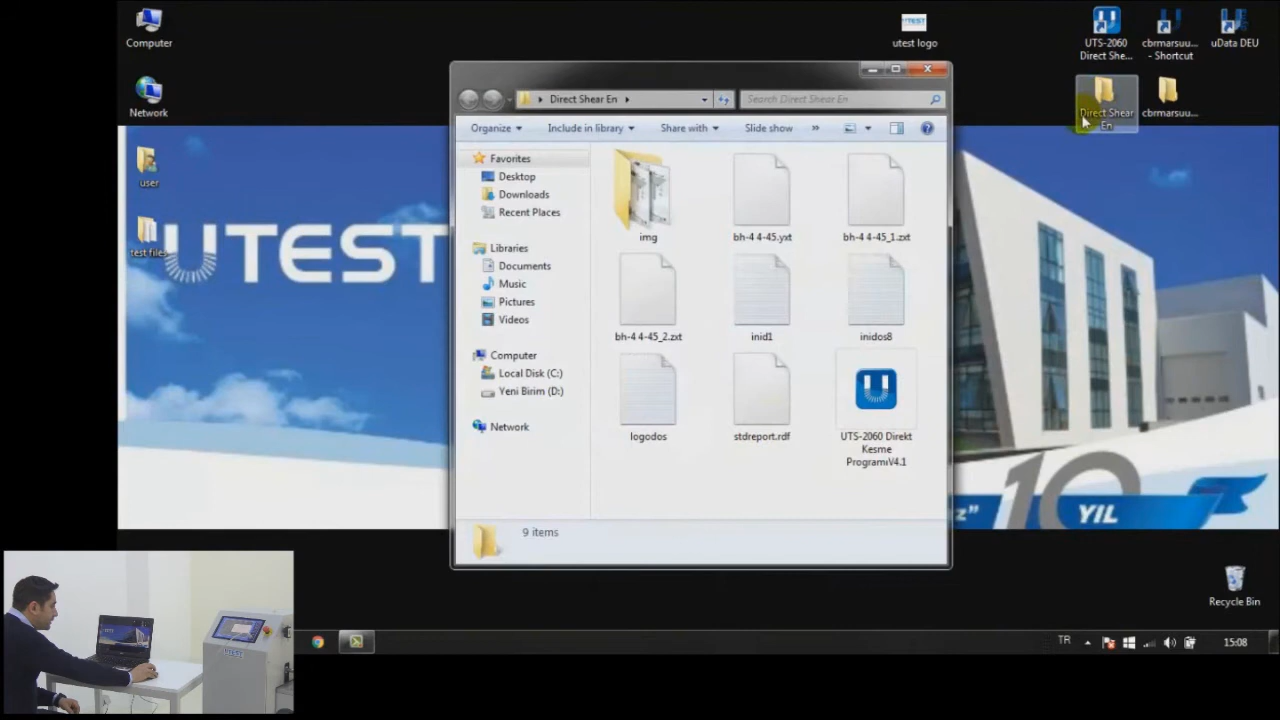 Computer
Network
user
test files
UTEST
utest logo
UTS-2060
Direct She...
cbrmarsuu...
- Shortcut
uData DEU
Direct Shear
En
cbrmarsuu...
Direct Shear En
Search Direct Shear En
Organize
Include in library
Share with
Slide show
»
Favorites
Desktop
Downloads
Recent Places
Libraries
Documents
Music
Pictures
Videos
Computer
Local Disk (C:)
Yeni Birim (D:)
Network
img
bh-4 4-45.yxt
bh-4 4-45_1.zxt
bh-4 4-45_2.zxt
inid1
inidos8
logodos
stdreport.rdf
UTS-2060 Direkt
Kesme
ProgramıV4.1
9 items
10
z”
YIL
Recycle Bin
TR
15:08
UTEST